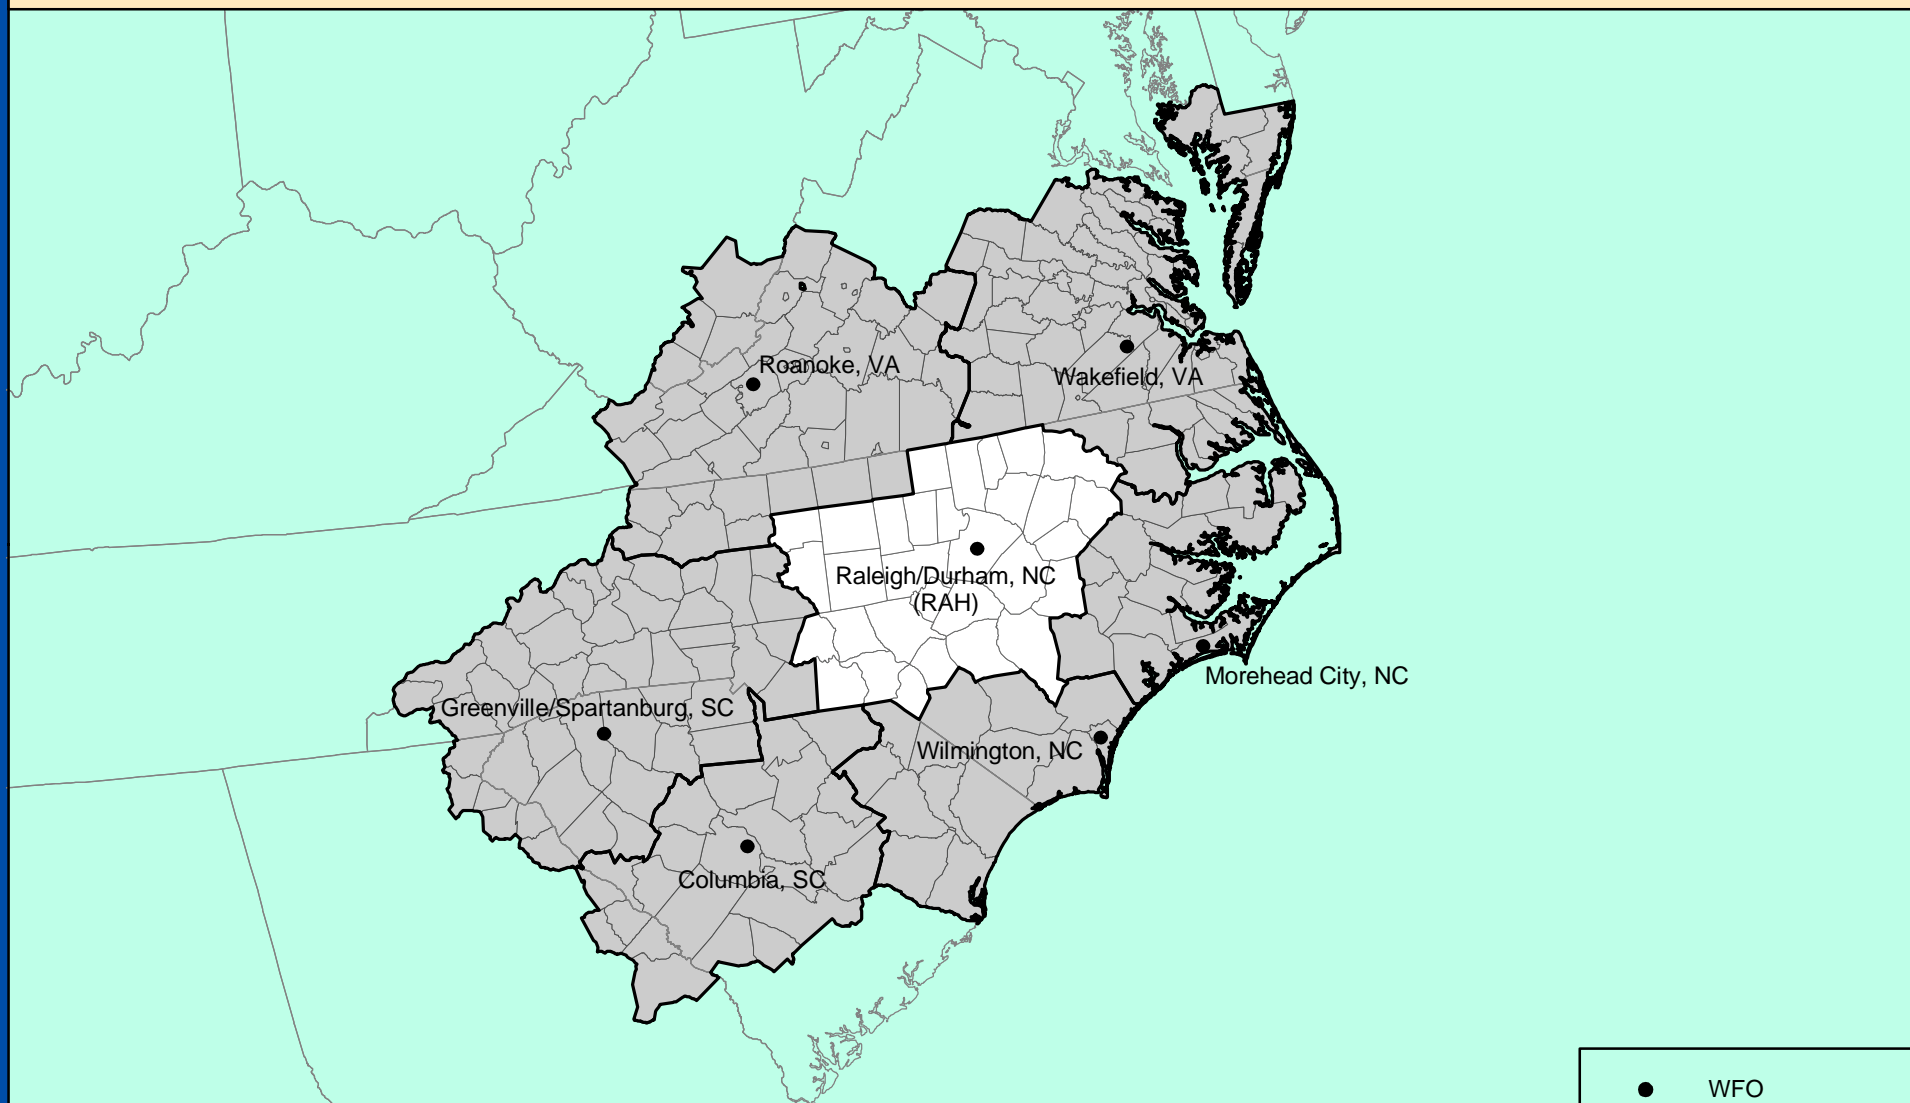 Roanoke, VA
Wakefield, VA
Raleigh/Durham, NC
(RAH)
Morehead City, NC
Greenville/Spartanburg, SC
Wilmington, NC
Columbia, SC
WFO